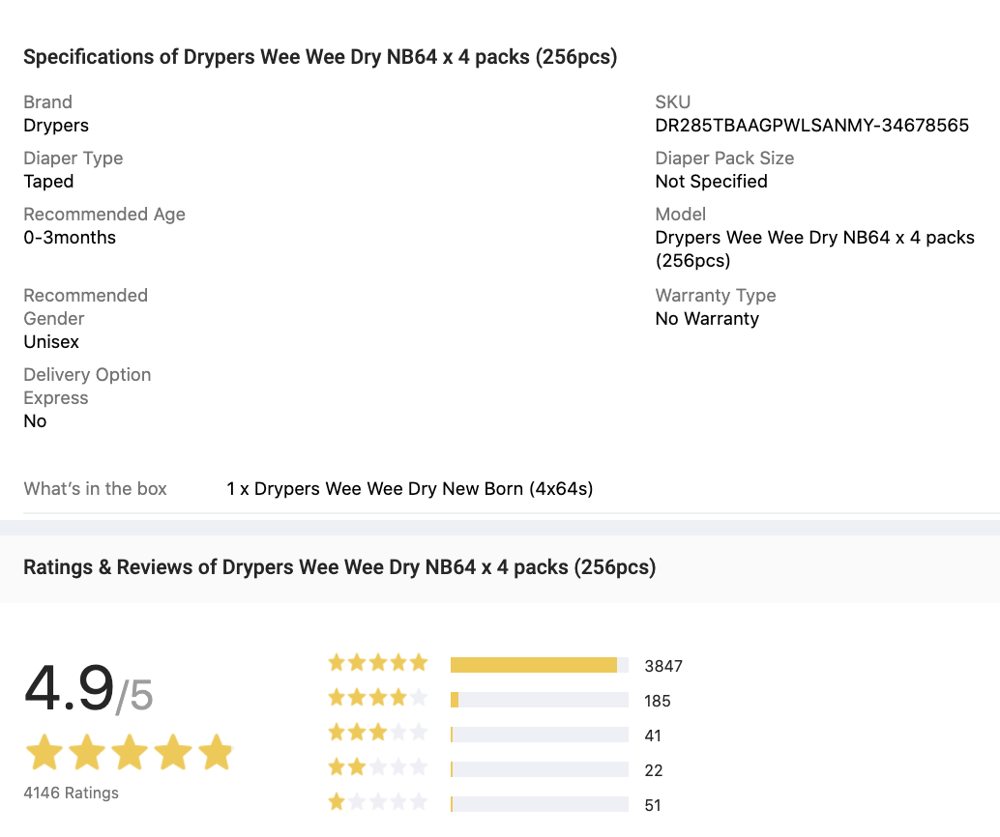 Specifications of Drypers Wee Wee Dry NB64 x 4 packs (256pcs)
Brand
Drypers
SKU
DR285TBAAGPWLSANMY-34678565
Diaper Type
Taped
Diaper Pack Size
Not Specified
Recommended Age
0-3months
Model
Drypers Wee Wee Dry NB64 x 4 packs
(256pcs)
Recommended
Gender
Unisex
Warranty Type
No Warranty
Delivery Option
Express
No
What's in the box 1 x Drypers Wee Wee Dry New Born (4x64s)
Ratings & Reviews of Drypers Wee Wee Dry NB64 x 4 packs (256pcs)
4.9/5
4146 Ratings
3847
185
41
22
51